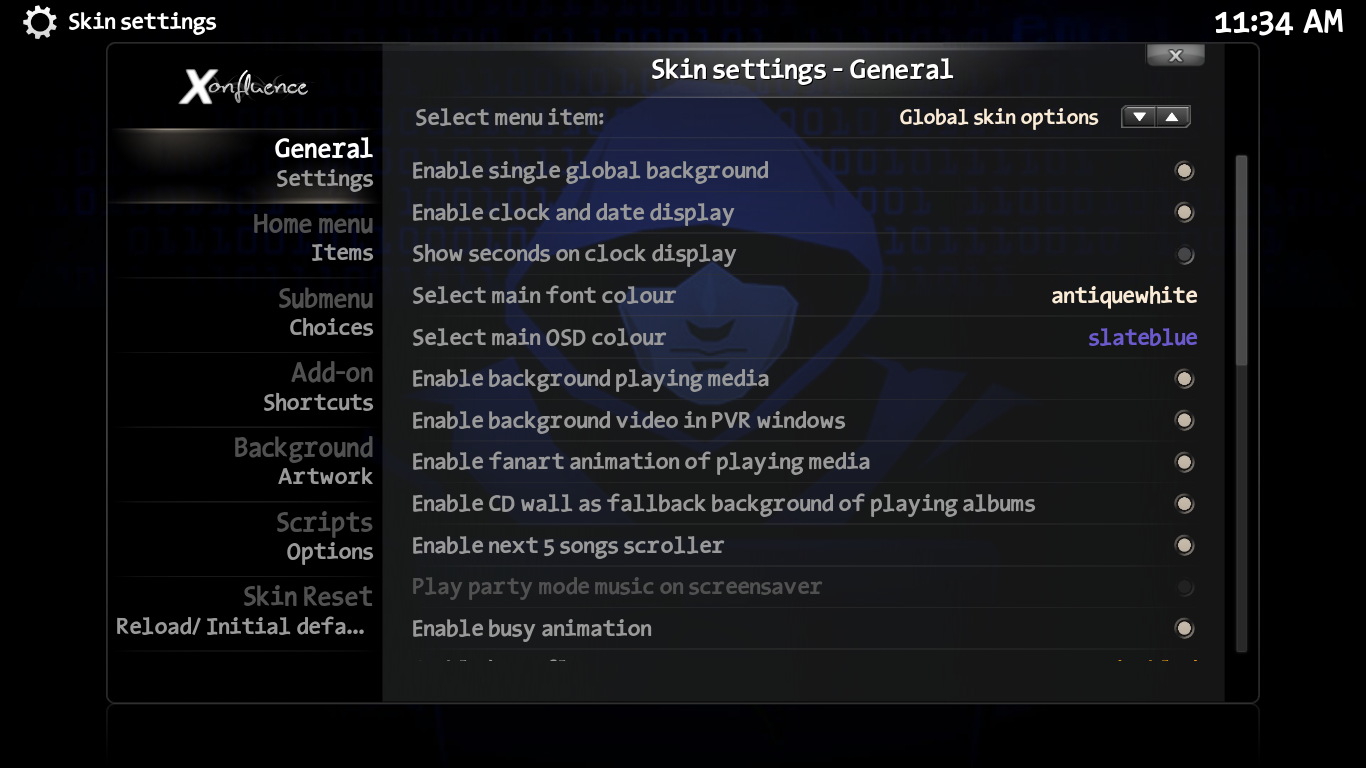 Skin settings
11:34 AM
Xonfluence
Skin settings - General
General
Settings
Home menu
Items
Submenu
Choices
Add-on
Shortcuts
Background
Artwork
Scripts
Options
Skin Reset
Reload/ Initial defa...
Select menu item: Global skin options
Enable single global background
Enable clock and date display
Show seconds on clock display
Select main font colour antiquewhite
Select main OSD colour slateblue
Enable background playing media
Enable background video in PVR windows
Enable fanart animation of playing media
Enable CD wall as fallback background of playing albums
Enable next 5 songs scroller
Play party mode music on screensaver
Enable busy animation